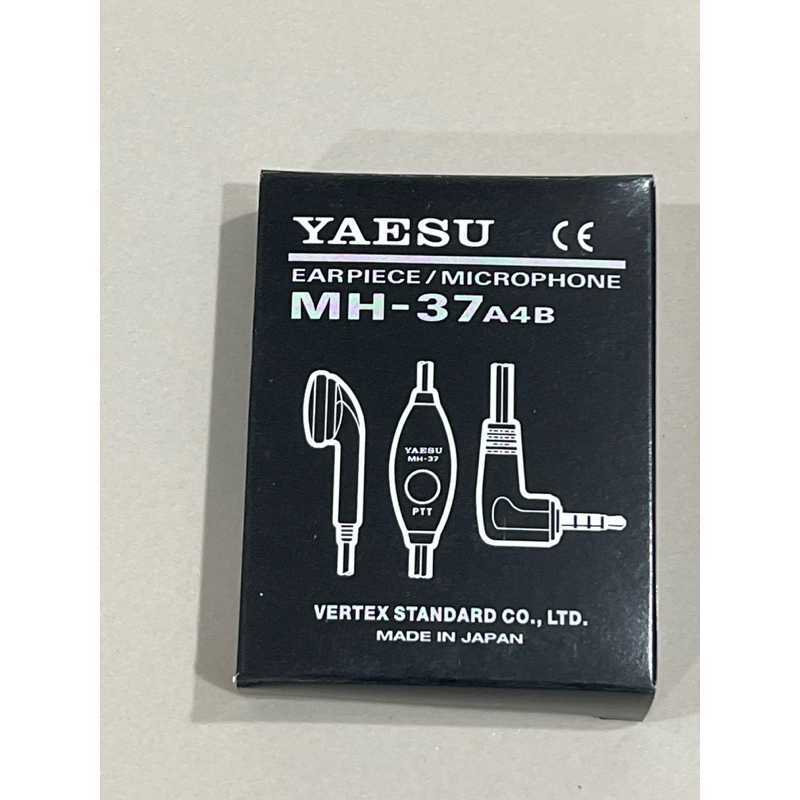 YAESU CE
EARPIECE/MICROPHONE
MH-37A4B
YAESU
MH-37
PTT
VERTEX STANDARD CO., LTD.
MADE IN JAPAN